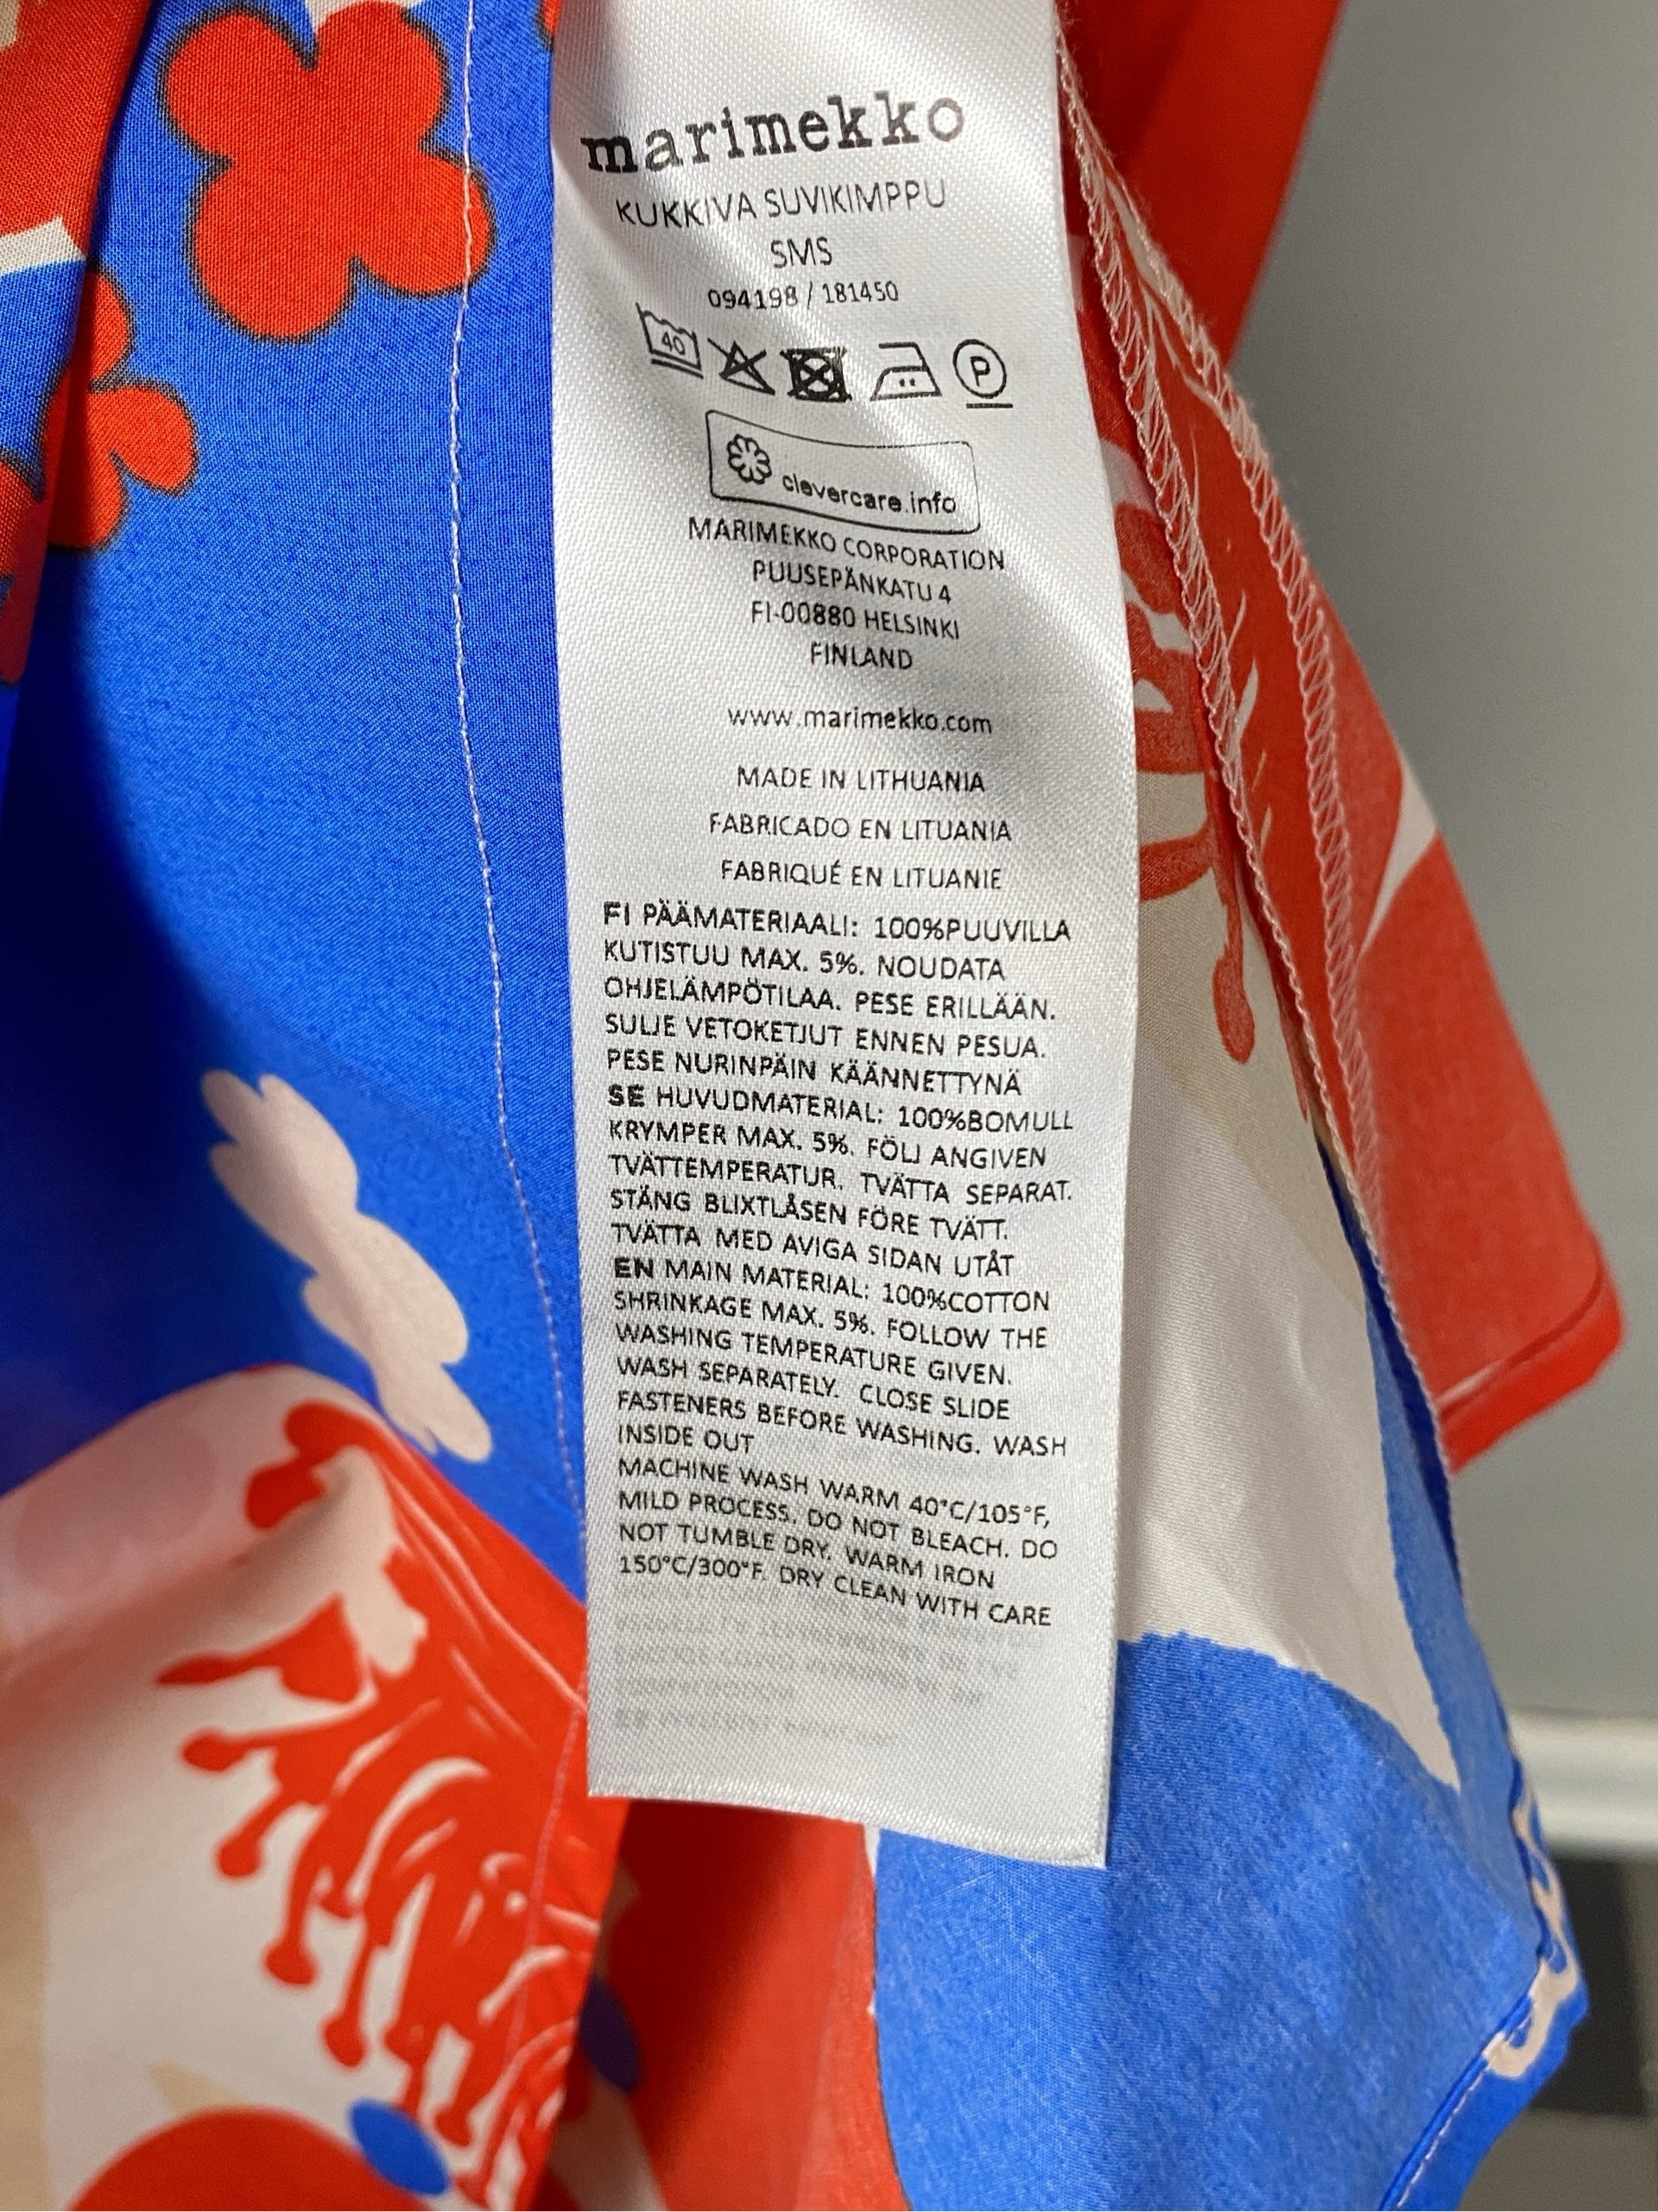 marimekko
KUKKIVA SUVIKIMPPU
SMS
094198 / 181450
40
P
clevercare.info
MARIMEKKO CORPORATION
PUUSEPÄNKATU 4
FI-00880 HELSINKI
FINLAND
www.marimekko.com
MADE IN LITHUANIA
FABRICADO EN LITUANIA
FABRIQUÉ EN LITUANIE
FI PÄÄMATERIAALI: 100%PUUVILLA
KUTISTUU MAX. 5%. NOUDATA
OHJELÄMPÖTILAA. PESE ERILLÄÄN.
SULJE VETOKETJUT ENNEN PESUA.
PESE NURINPÄIN KÄÄNNETTYNÄ
SE HUVUDMATERIAL: 100%BOMULL
KRYMPER MAX. 5%. FÖLJ ANGIVEN
TVÄTTEMPERATUR. TVÄTTA SEPARAT.
STÄNG BLIXTLÅSEN FÖRE TVÄTT.
TVÄTTA MED AVIGA SIDAN UTÅT
EN MAIN MATERIAL: 100%COTTON
SHRINKAGE MAX. 5%. FOLLOW THE
WASHING TEMPERATURE GIVEN.
WASH SEPARATELY. CLOSE SLIDE
FASTENERS BEFORE WASHING. WASH
INSIDE OUT
MACHINE WASH WARM 40°C/105°F,
MILD PROCESS. DO NOT BLEACH. DO
NOT TUMBLE DRY. WARM IRON
150°C/300°F. DRY CLEAN WITH CARE